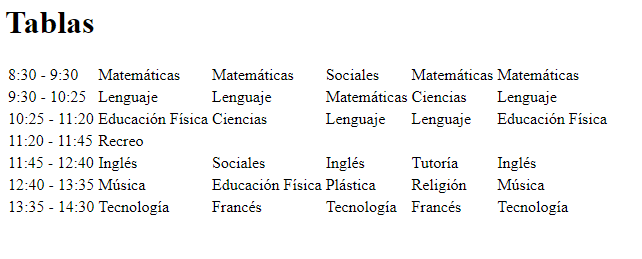 Tablas
8:30 - 9:30 Matemáticas Matemáticas Sociales Matemáticas Matemáticas
9:30 - 10:25 Lenguaje Lenguaje Matemáticas Ciencias Lenguaje
10:25 - 11:20 Educación Física Ciencias Lenguaje Lenguaje Educación Física
11:20 - 11:45 Recreo
11:45 - 12:40 Inglés Sociales Inglés Tutoría Inglés
12:40 - 13:35 Música Educación Física Plástica Religión Música
13:35 - 14:30 Tecnología Francés Tecnología Francés Tecnología